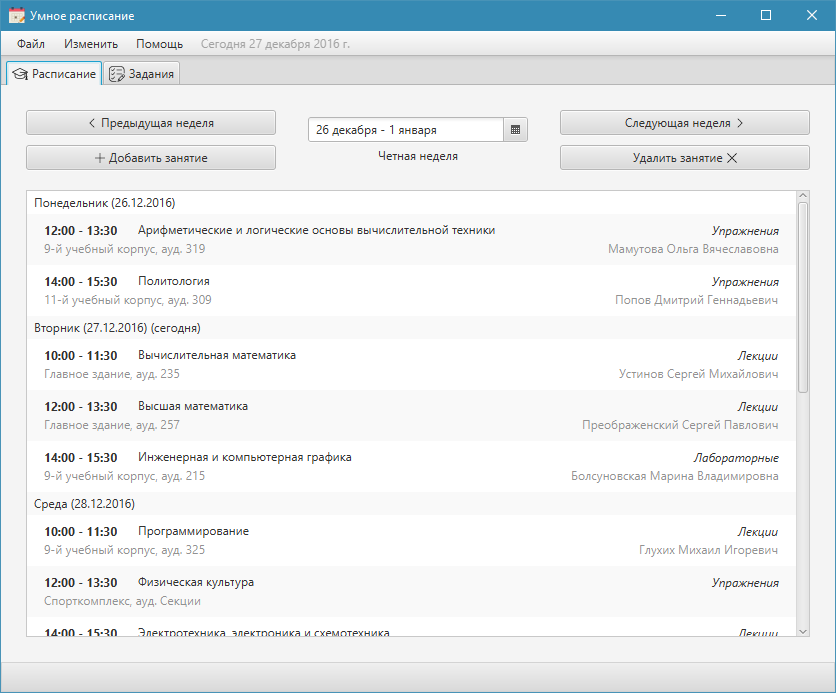 Умное расписание
Файл Изменить Помощь Сегодня 27 декабря 2016 г.
Расписание Задания
Предыдущая неделя 26 декабря - 1 января Следующая неделя
Добавить занятие Четная неделя Удалить занятие
Понедельник (26.12.2016)
12:00 - 13:30 Арифметические и логические основы вычислительной техники Упражнения
9-й учебный корпус, ауд. 319 Мамутова Ольга Вячеславовна
14:00 - 15:30 Политология Упражнения
11-й учебный корпус, ауд. 309 Попов Дмитрий Геннадьевич
Вторник (27.12.2016) (сегодня)
10:00 - 11:30 Вычислительная математика Лекции
Главное здание, ауд. 235 Устинов Сергей Михайлович
12:00 - 13:30 Высшая математика Лекции
Главное здание, ауд. 257 Преображенский Сергей Павлович
14:00 - 15:30 Инженерная и компьютерная графика Лабораторные
9-й учебный корпус, ауд. 215 Болсуновская Марина Владимировна
Среда (28.12.2016)
10:00 - 11:30 Программирование Лекции
9-й учебный корпус, ауд. 325 Глухих Михаил Игоревич
12:00 - 13:30 Физическая культура Упражнения
Спорткомплекс, ауд. Секции
14:00 - 15:30 Электротехника, электроника и схемотехника Лекции